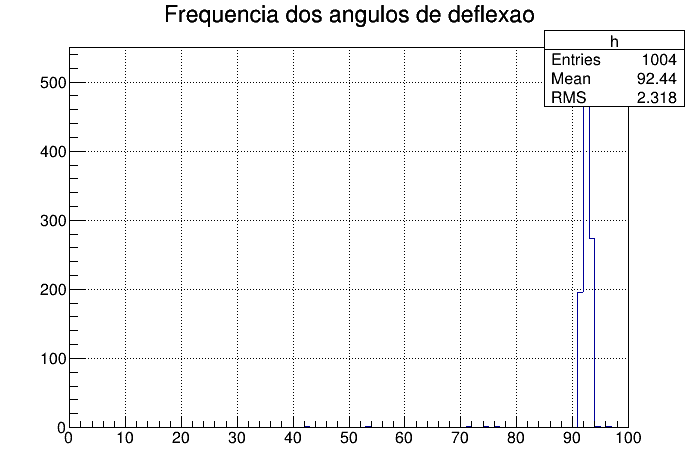 Frequencia dos angulos de deflexao
h
Entries 1004
Mean 92.44
RMS 2.318
500
400
300
200
100
0
0 10 20 30 40 50 60 70 80 90 100